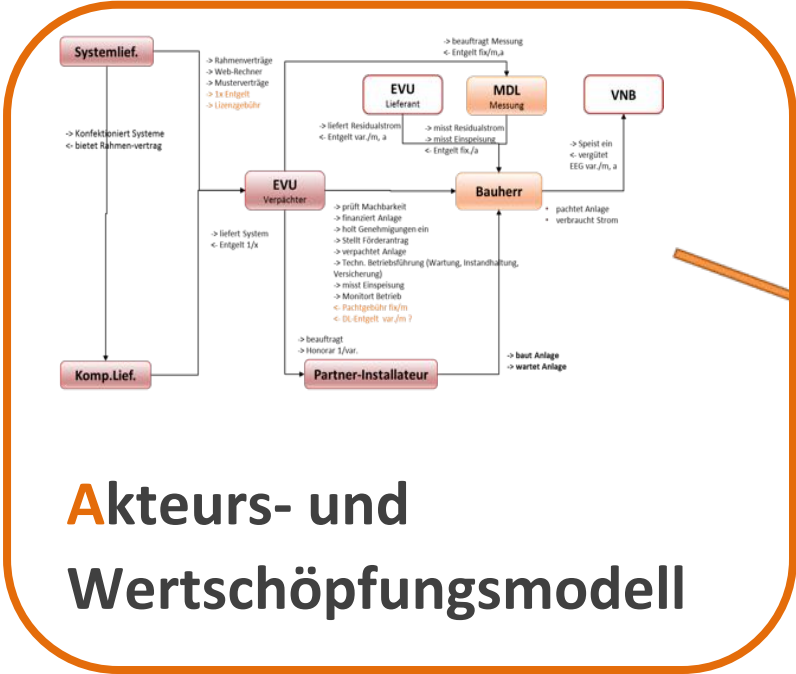 Systemlief.
-> Rahmenverträge
-> Web-Rechner
-> Musterverträge
-> 1x Entgelt
-> Lizenzgebühr
-> beauftragt Messung
<- Entgelt fix/m,a
EVU
Lieferant
MDL
Messung
VNB
-> Konfektioniert Systeme
<- bietet Rahmen-vertrag
-> liefert Residualstrom
<- Entgelt var./m, a
-> misst Residualstrom
-> misst Einspeisung
<- Entgelt fix./a
-> Speist ein
<- vergütet
EEG var./m, a
EVU
Verpächter
Bauherr
• pachtet Anlage
• verbraucht Strom
-> liefert System
<- Entgelt 1/x
-> prüft Machbarkeit
-> finanziert Anlage
-> holt Genehmigungen ein
-> Stellt Förderantrag
-> verpachtet Anlage
-> Techn. Betriebsführung (Wartung, Instandhaltung,
Versicherung)
-> misst Einspeisung
-> Monitort Betrieb
<- Pachtgebühr fix/m
<- DL-Entgelt var./m ?
-> beauftragt
-> Honorar 1/var.
-> baut Anlage
-> wartet Anlage
Komp.Lief.
Partner-Installateur
Akteurs- und
Wertschöpfungsmodell